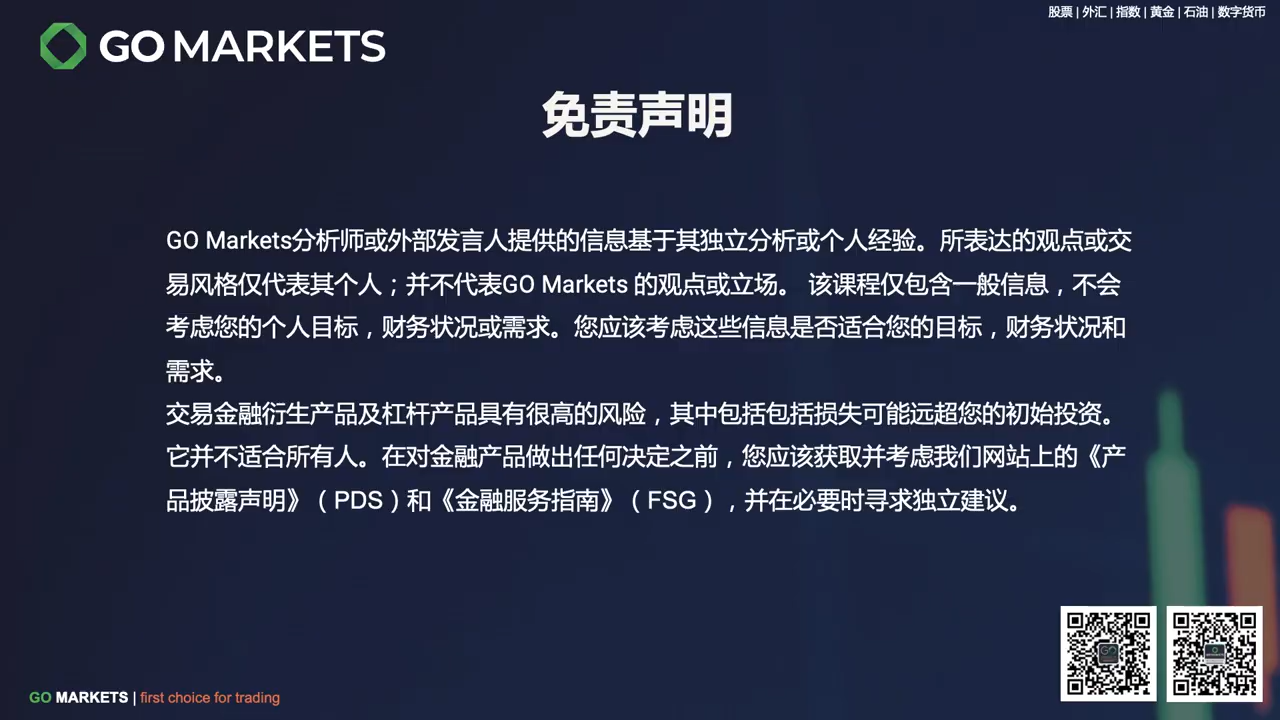 股票 | 外汇 | 指数 | 黄金 | 石油 | 数字货币
GO MARKETS
免责声明
GO Markets分析师或外部发言人提供的信息基于其独立分析或个人经验。所表达的观点或交
易风格仅代表其个人；并不代表GO Markets 的观点或立场。 该课程仅包含一般信息，不会
考虑您的个人目标，财务状况或需求。您应该考虑这些信息是否适合您的目标，财务状况和
需求。
交易金融衍生产品及杠杆产品具有很高的风险，其中包括包括损失可能远超您的初始投资。
它并不适合所有人。在对金融产品做出任何决定之前，您应该获取并考虑我们网站上的《产
品披露声明》（PDS）和《金融服务指南》（FSG），并在必要时寻求独立建议。
GO MARKETS | first choice for trading